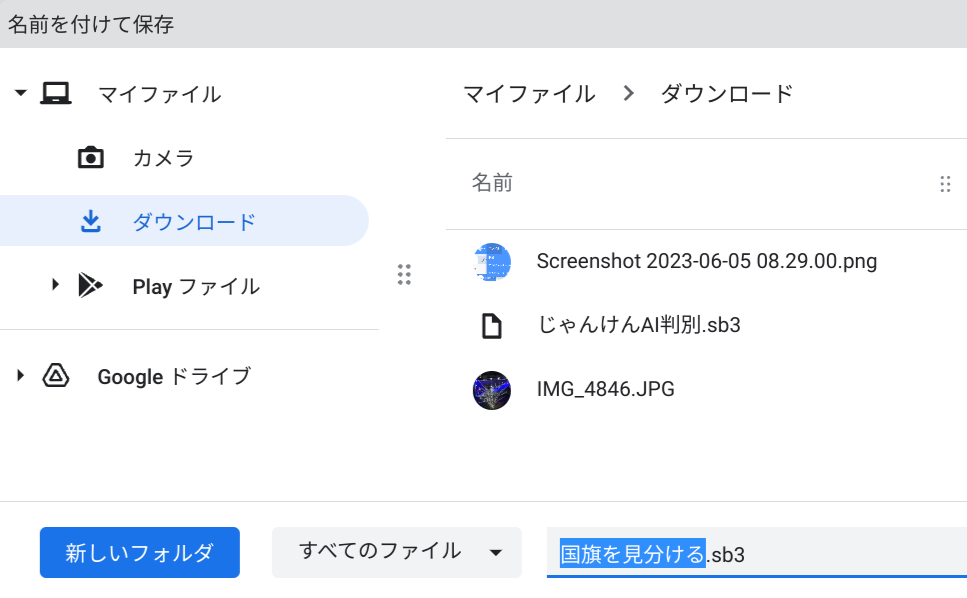 名前を付けて保存
マイファイル
カメラ
ダウンロード
Play ファイル
Google ドライブ
マイファイル > ダウンロード
名前
Screenshot 2023-06-05 08.29.00.png
じゃんけんAI判別.sb3
IMG_4846.JPG
新しいフォルダ
すべてのファイル
国旗を見分ける.sb3